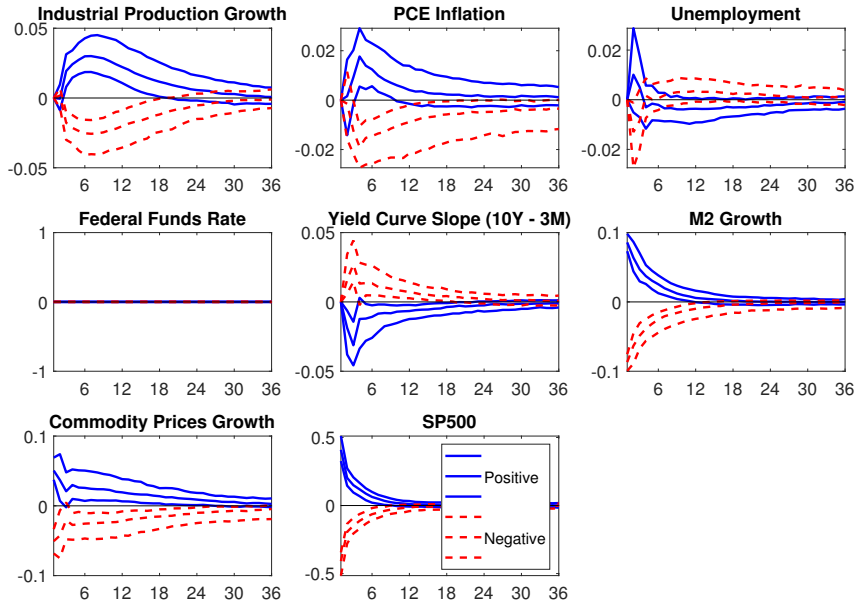 Industrial Production Growth
0.05
0
-0.05
6 12 18 24 30 36
PCE Inflation
0.02
0
-0.02
6 12 18 24 30 36
Unemployment
0.02
0
-0.02
6 12 18 24 30 36
Federal Funds Rate
1
0
-1
6 12 18 24 30 36
Yield Curve Slope (10Y - 3M)
0.05
0
-0.05
6 12 18 24 30 36
M2 Growth
0.1
0
-0.1
6 12 18 24 30 36
Commodity Prices Growth
0.1
0
-0.1
6 12 18 24 30 36
SP500
0.5
0
-0.5
6 12 18 24 30 36
Positive
Negative